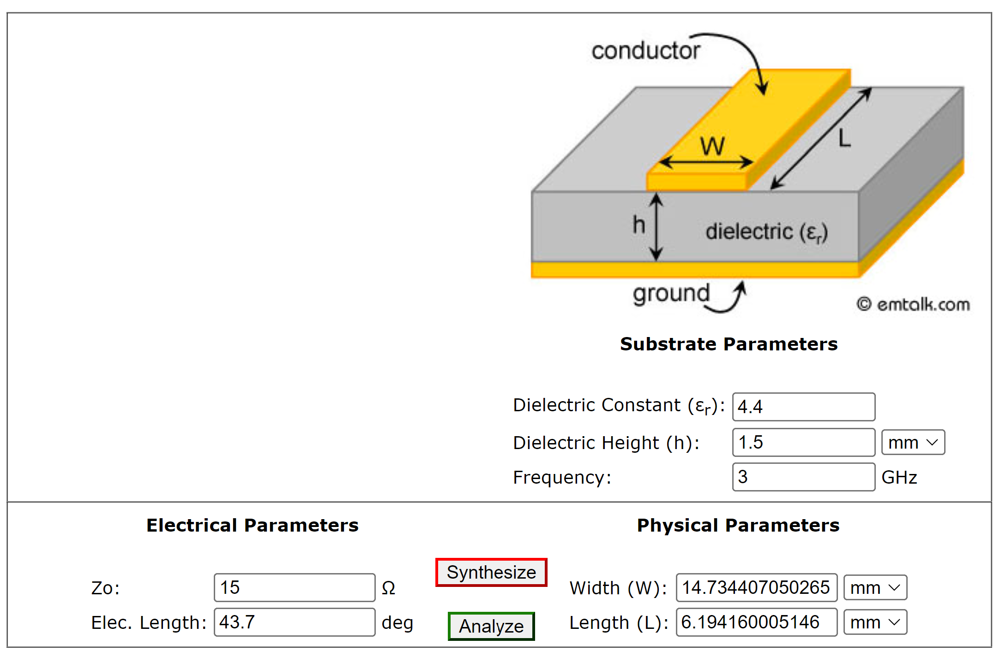 conductor
W
L
h
dielectric (εr)
ground
© emtalk.com
Substrate Parameters
Dielectric Constant (εr): 4.4
Dielectric Height (h): 1.5 mm
Frequency: 3 GHz
Electrical Parameters
Physical Parameters
Synthesize
Zo: 15 Ω
Width (W): 14.734407050265 mm
Elec. Length: 43.7 deg
Analyze
Length (L): 6.194160005146 mm